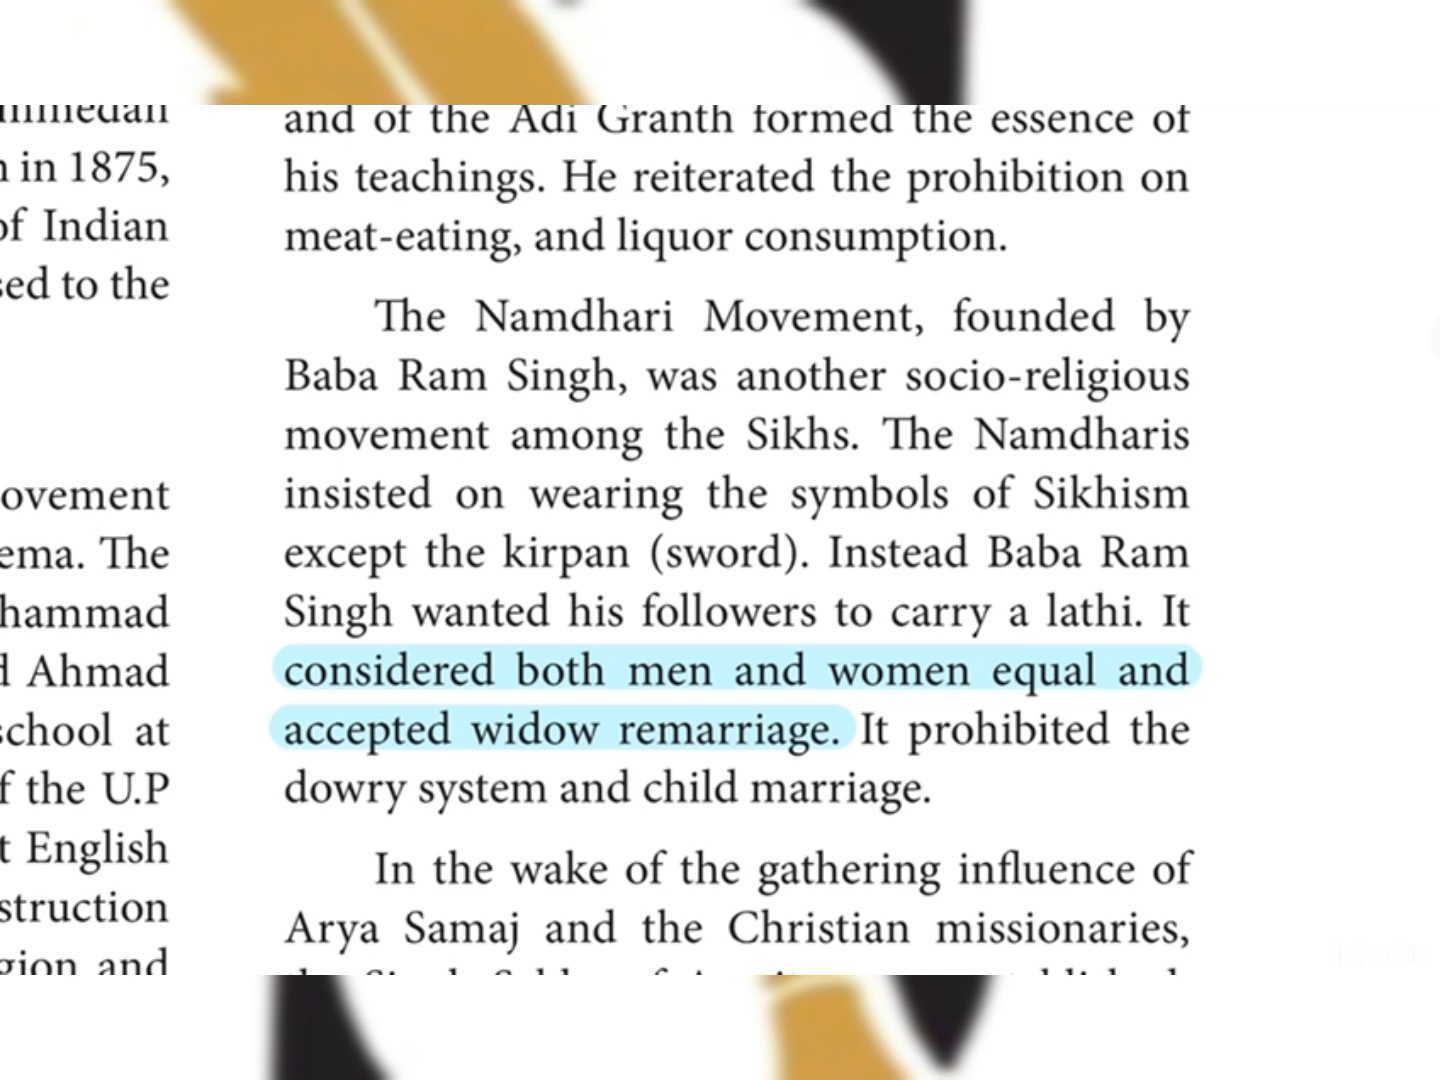 in 1875,
of Indian
sed to the
ovement
ema. The
hammad
d Ahmad
school at
f the U.P
t English
struction
gion and
and of the Adi Granth formed the essence of
his teachings. He reiterated the prohibition on
meat-eating, and liquor consumption.
The Namdhari Movement, founded by
Baba Ram Singh, was another socio-religious
movement among the Sikhs. The Namdharis
insisted on wearing the symbols of Sikhism
except the kirpan (sword). Instead Baba Ram
Singh wanted his followers to carry a lathi. It
considered both men and women equal and
accepted widow remarriage. It prohibited the
dowry system and child marriage.
In the wake of the gathering influence of
Arya Samaj and the Christian missionaries,